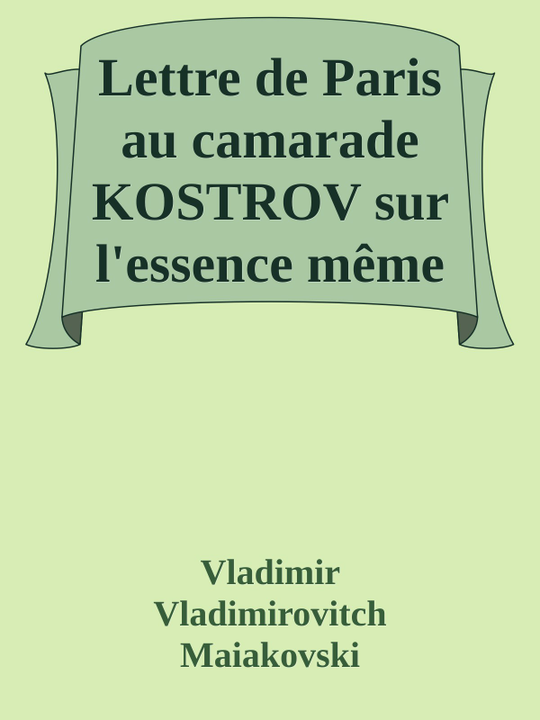 Lettre de Paris
au camarade
KOSTROV sur
l'essence même
Vladimir
Vladimirovitch
Maiakovski